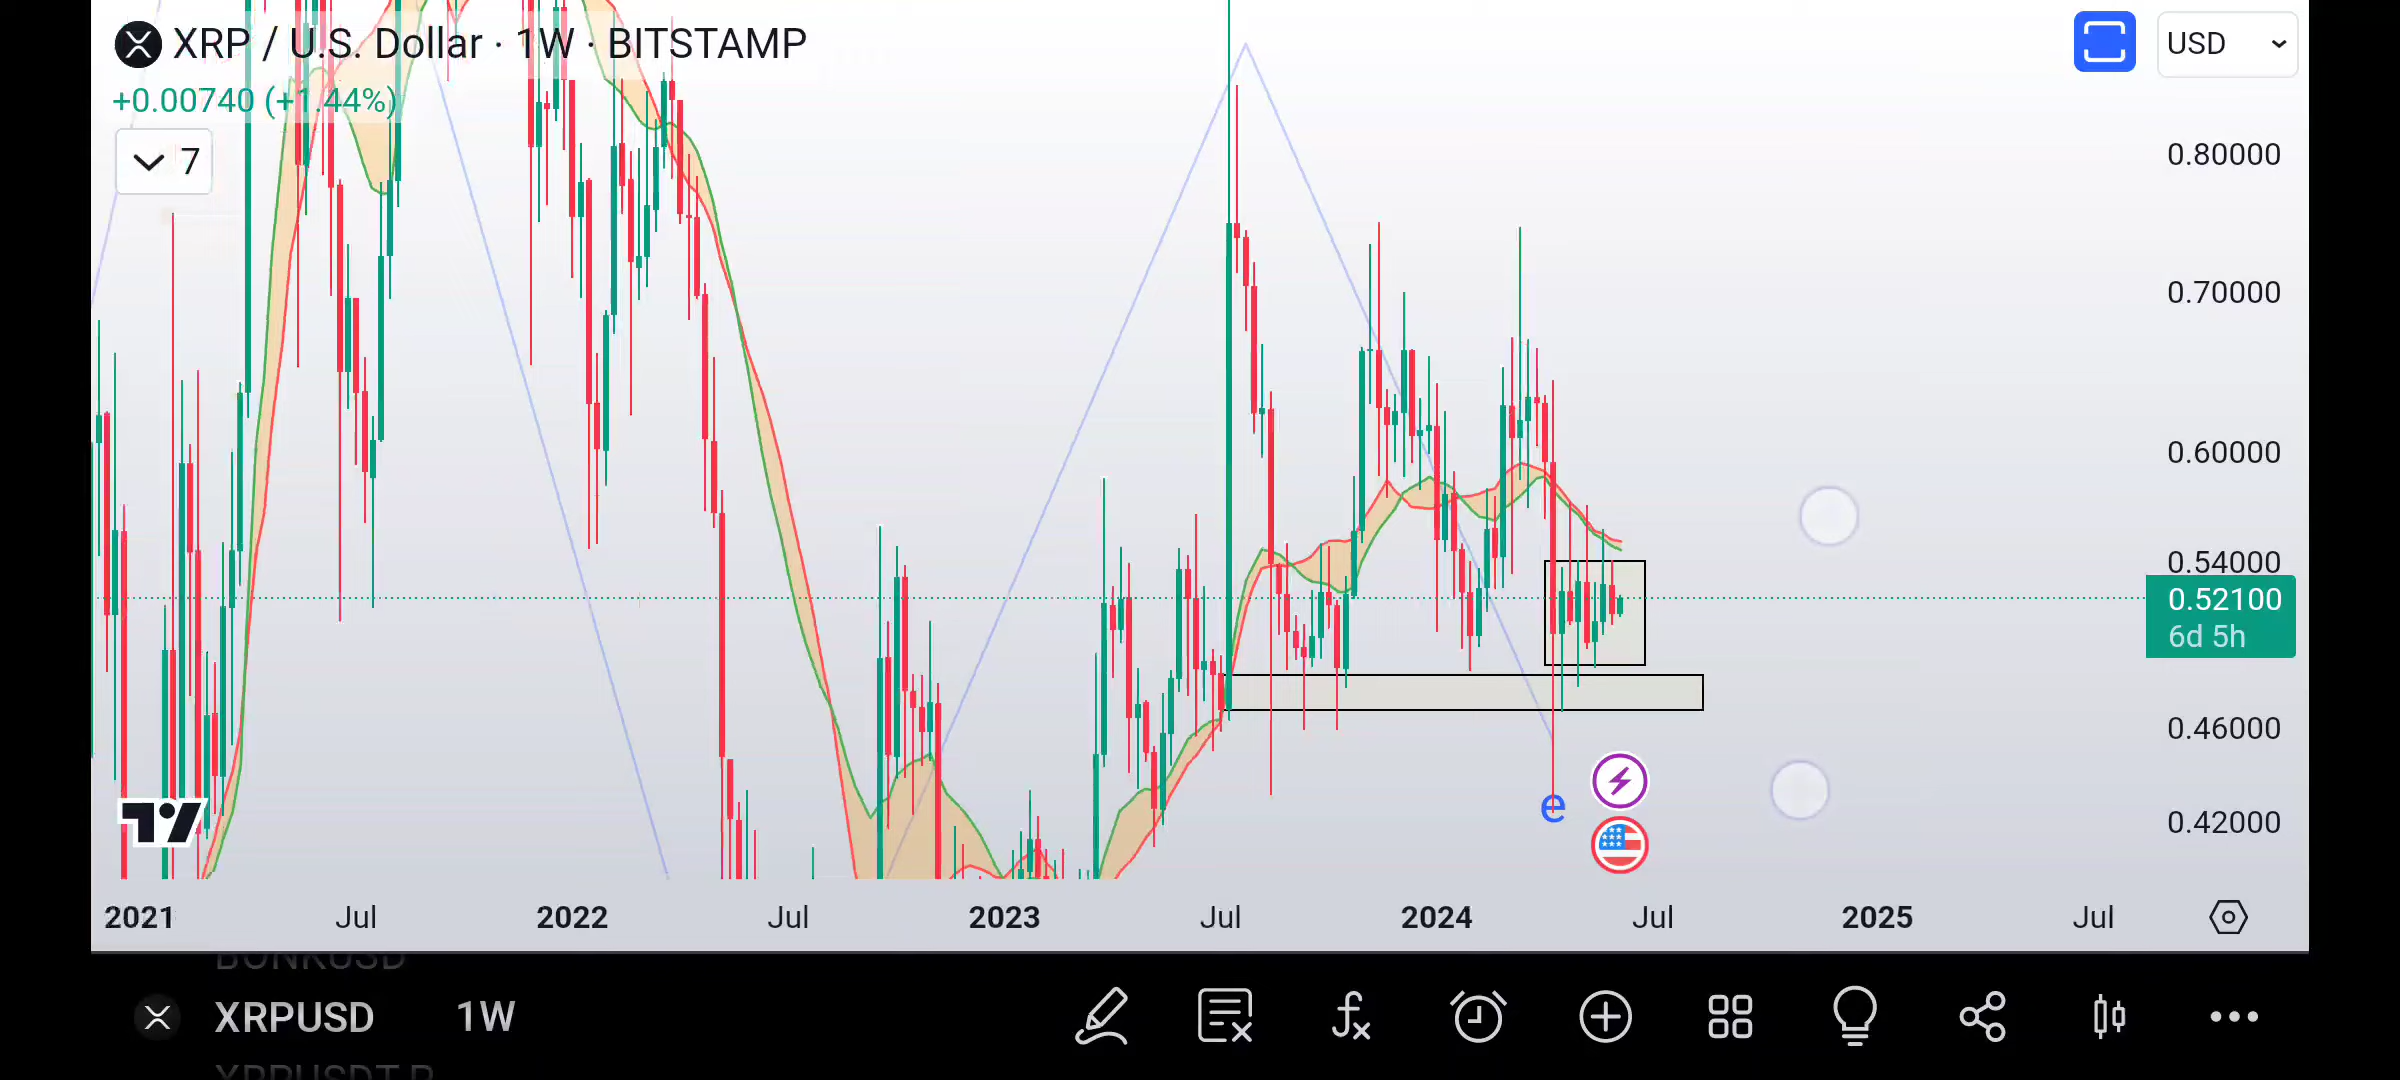 XRP / U.S. Dollar · 1W · BITSTAMP
USD
+0.00740 (+1.44%)
7
0.80000
0.70000
0.60000
0.54000
0.52100
6d 5h
0.46000
0.42000
e
2021 Jul 2022 Jul 2023 Jul 2024 Jul 2025 Jul
BONKUSD
XRPUSD 1W
XRPUSDT.P